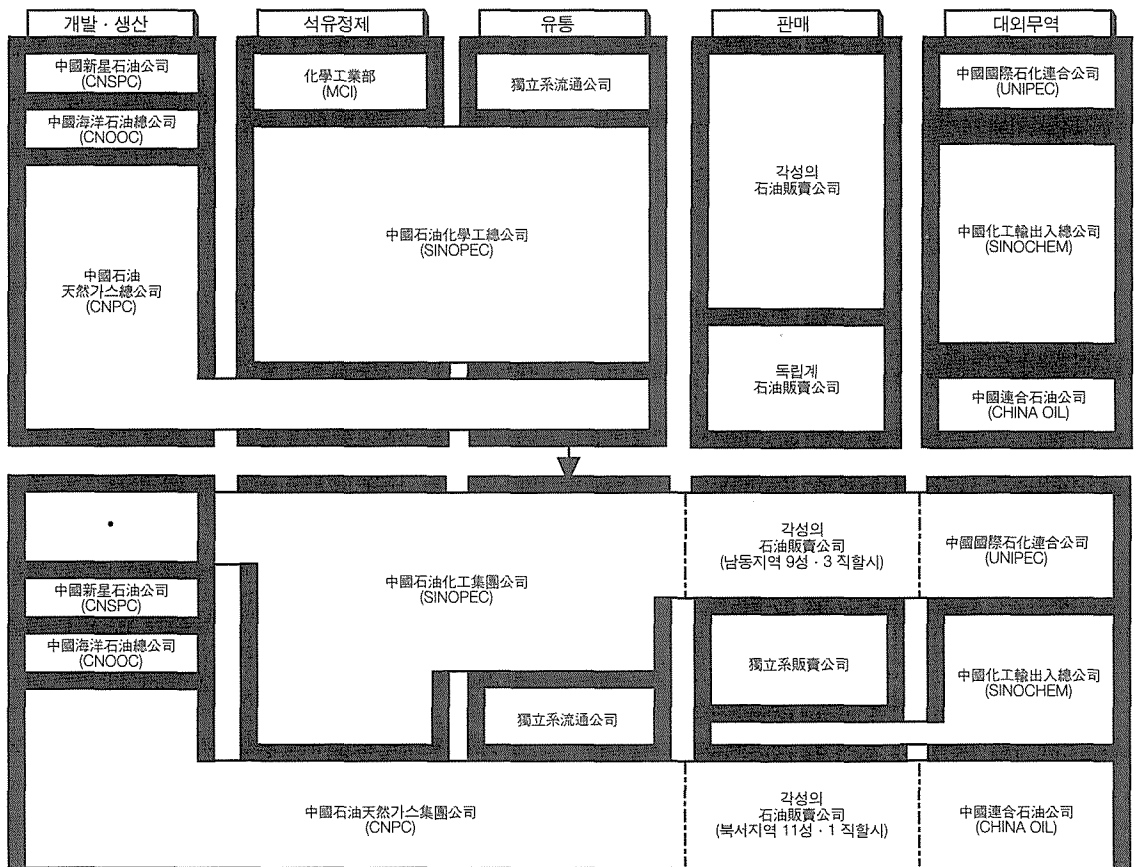 개발 · 생산
석유정제
유통
판매
대외무역
中國新星石油公司
(CNSPC)
中國海洋石油總公司
(CNOOC)
中國石油
天然가스總公司
(CNPC)
化學工業部
(MCI)
獨立系流通公司
中國石油化學工總公司
(SINOPEC)
각성의
石油販賣公司
독립계
石油販賣公司
中國國際石化連合公司
(UNIPEC)
中國化工輸出入總公司
(SINOCHEM)
中國連合石油公司
(CHINA OIL)
中國新星石油公司
(CNSPC)
中國海洋石油總公司
(CNOOC)
中國石油化工集團公司
(SINOPEC)
獨立系流通公司
각성의
石油販賣公司
(남동지역 9성 · 3 직할시)
獨立系販賣公司
中國國際石化連合公司
(UNIPEC)
中國化工輸出入總公司
(SINOCHEM)
中國石油天然가스集團公司
(CNPC)
각성의
石油販賣公司
(북서지역 11성 · 1 직할시)
中國連合石油公司
(CHINA OIL)